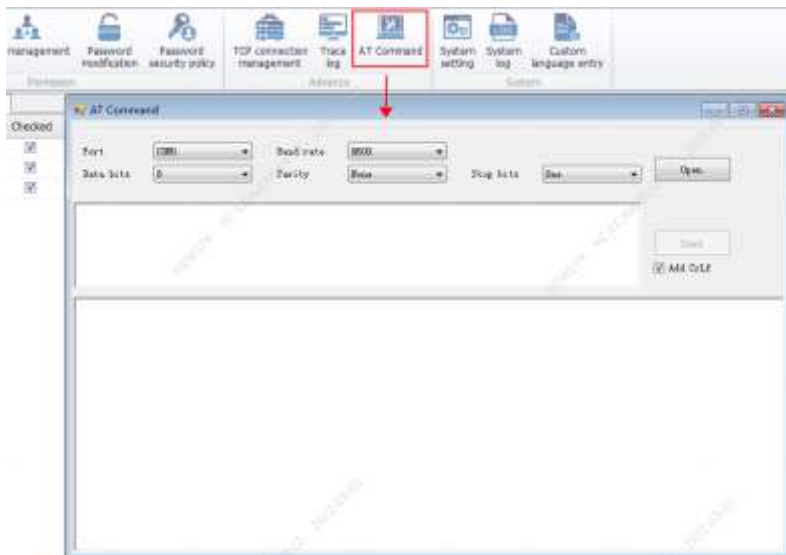 management
Password modification
Password security policy
TCP connection management
Trace log
AT Command
System setting
System log
Custom language entry
Permission
Advance
System
AT Command
Checked
Port
COM1
Baud rate
Data bits
8
Parity
None
Stop bits
One
Open
Send
Add CrLf